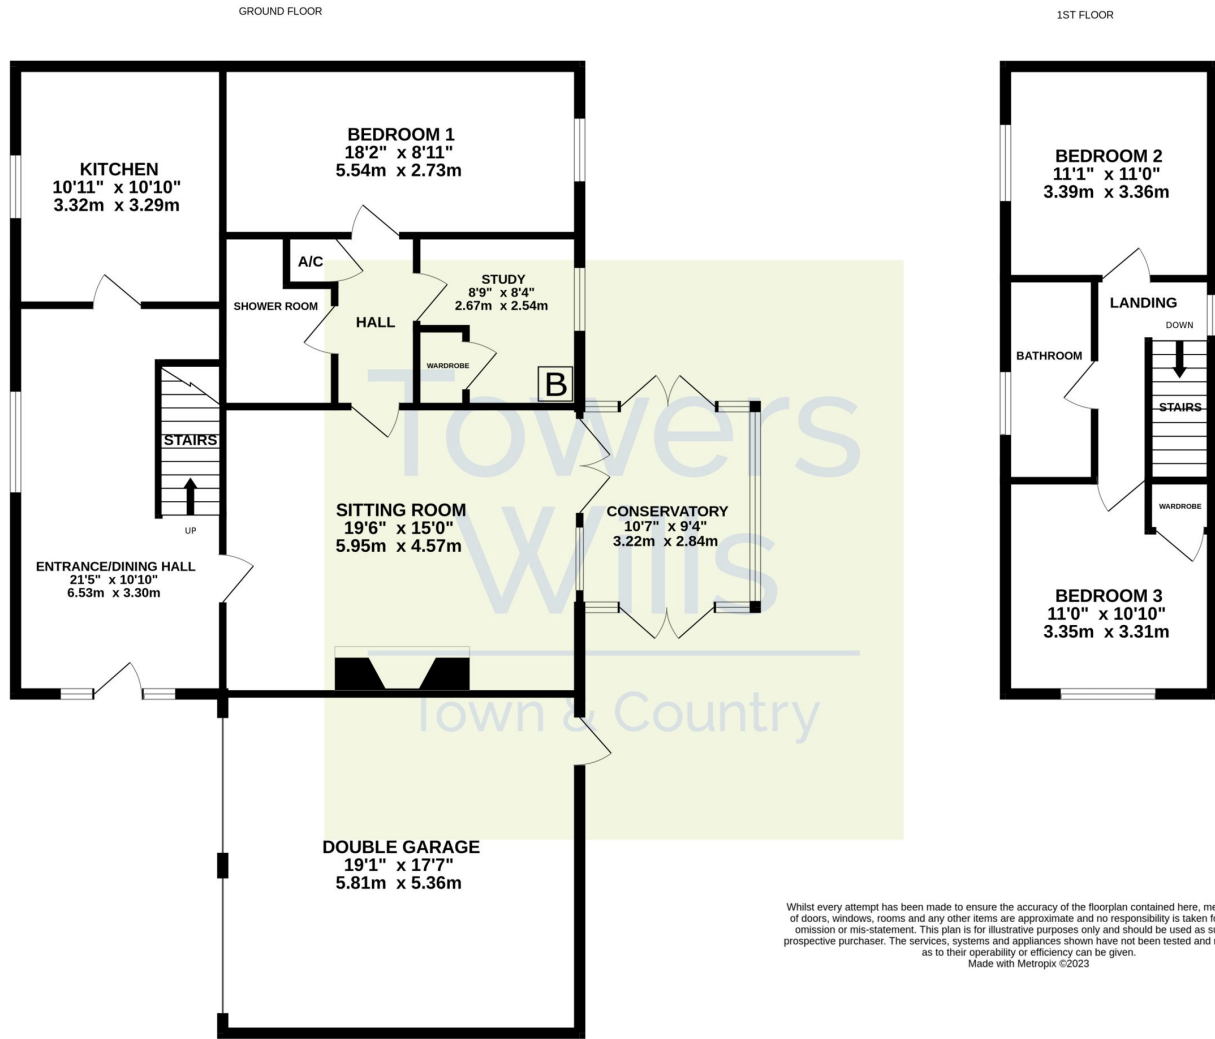 GROUND FLOOR
KITCHEN
10'11" x 10'10"
3.32m x 3.29m
BEDROOM 1
18'2" x 8'11"
5.54m x 2.73m
A/C
SHOWER ROOM
HALL
STUDY
8'9" x 8'4"
2.67m x 2.54m
WARDROBE
B
STAIRS
UP
ENTRANCE/DINING HALL
21'5" x 10'10"
6.53m x 3.30m
SITTING ROOM
19'6" x 15'0"
5.95m x 4.57m
CONSERVATORY
10'7" x 9'4"
3.22m x 2.84m
DOUBLE GARAGE
19'1" x 17'7"
5.81m x 5.36m
Towers
Wills
Town & Country
1ST FLOOR
BEDROOM 2
11'1" x 11'0"
3.39m x 3.36m
LANDING
DOWN
BATHROOM
STAIRS
WARDROBE
BEDROOM 3
11'0" x 10'10"
3.35m x 3.31m
Whilst every attempt has been made to ensure the accuracy of the floorplan contained here,
of doors, windows, rooms and any other items are approximate and no responsibility is taken
omission or mis-statement. This plan is for illustrative purposes only and should be used as
prospective purchaser. The services, systems and appliances shown have not been tested and
as to their operability or efficiency can be given.
Made with Metropix ©2023